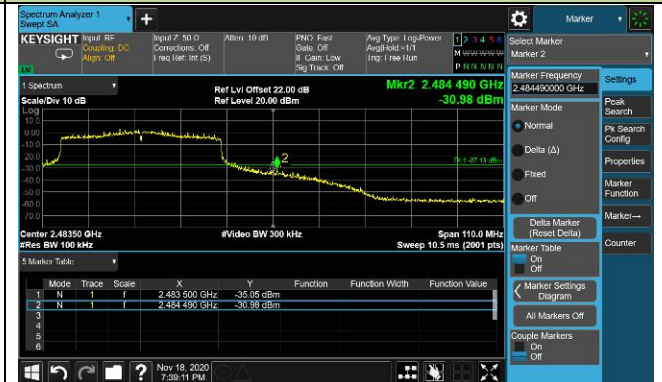 Spectrum Analyzer 1
Swept SA
Marker
KEYSIGHT
Input: RF
Coupling: DC
Align: Off
Input Z: 50 Ω
Corrections: Off
Freq Ref: Int (S)
Atten: 10 dB
PNO: Fast
Gate: Off
IF Gain: Low
Sig Track: Off
Avg Type: Log-Power
Avg|Hold:>1/1
Trig: Free Run
1 2 3 4 5 6
M W W W W W
P N N N N N
Select Marker
Marker 2
1 Spectrum
Scale/Div 10 dB
Ref Lvl Offset 22.00 dB
Ref Level 20.00 dBm
Mkr2 2.484 490 GHz
-30.98 dBm
Log
10.0
0.00
-10.0
-20.0
-30.0
-40.0
-50.0
-60.0
-70.0
2
DL1 -27.13 dBm
Center 2.48350 GHz
#Res BW 100 kHz
#Video BW 300 kHz
Span 110.0 MHz
Sweep 10.5 ms (2001 pts)
5 Marker Table
Mode Trace Scale X Y Function Function Width Function Value
1 N 1 f 2.483 500 GHz -35.05 dBm
2 N 1 f 2.484 490 GHz -30.98 dBm
3
4
5
6
Marker Frequency
2.484490000 GHz
Marker Mode
Normal
Delta (Δ)
Fixed
Off
Delta Marker
(Reset Delta)
Marker Table
On
Off
Marker Settings
Diagram
All Markers Off
Couple Markers
On
Off
Settings
Peak
Search
Pk Search
Config
Properties
Marker
Function
Marker→
Counter
Nov 18, 2020
7:39:11 PM